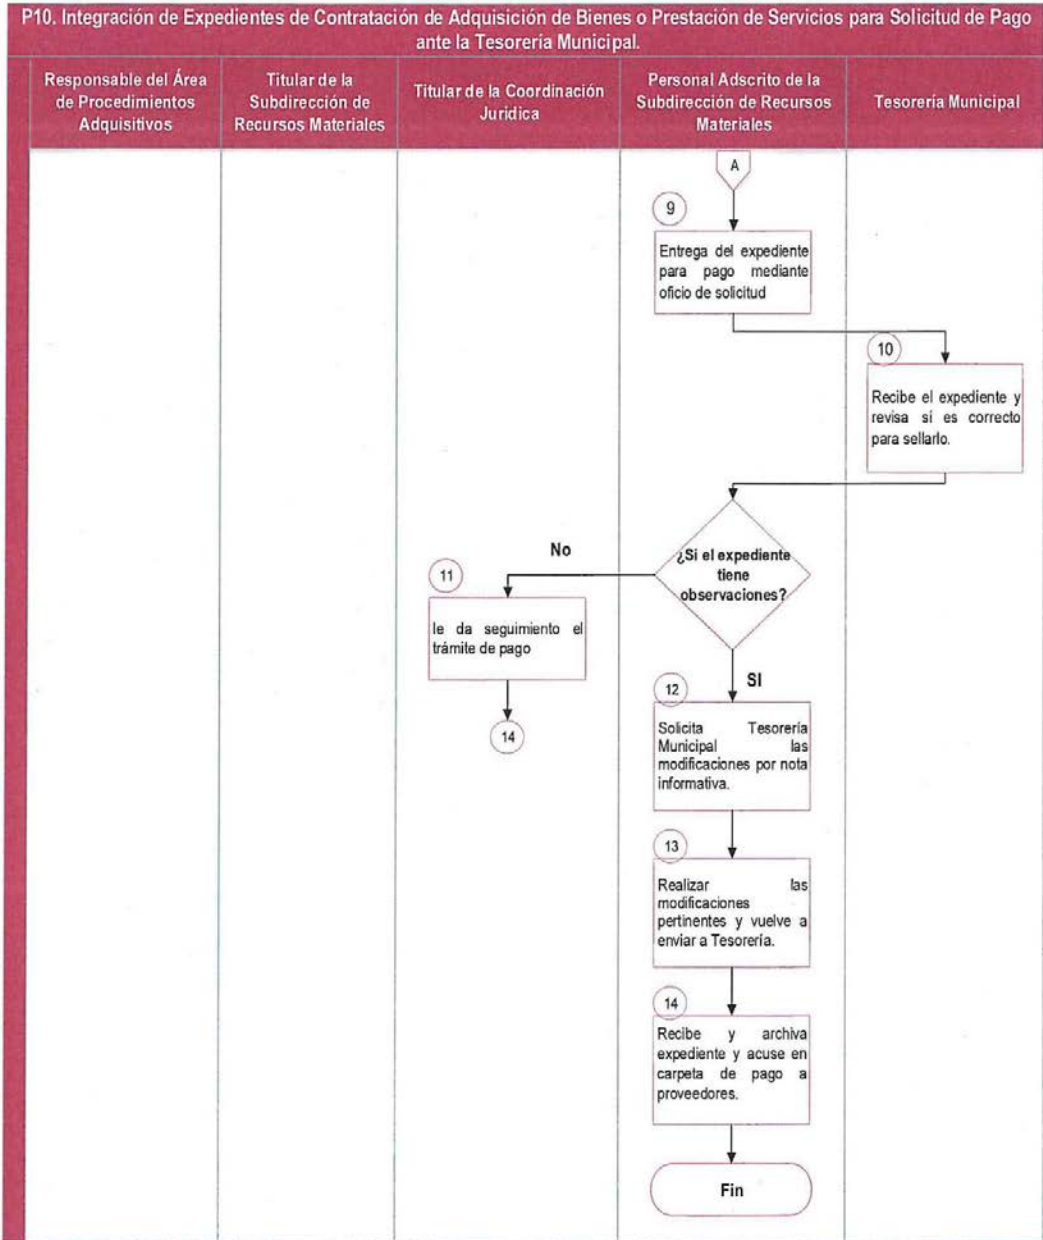 P10. Integración de Expedientes de Contratación de Adquisición de Bienes o Prestación de Servicios para Solicitud de Pago
ante la Tesorería Municipal.
Responsable del Área
de Procedimientos
Adquisitivos
Titular de la
Subdirección de
Recursos Materiales
Titular de la Coordinación
Jurídica
Personal Adscrito de la
Subdirección de Recursos
Materiales
Tesorería Municipal
A
9
Entrega del expediente
para pago mediante
oficio de solicitud
10
Recibe el expediente y
revisa si es correcto
para sellarlo.
¿Si el expediente
tiene
observaciones?
No
11
le da seguimiento el
trámite de pago
14
SI
12
Solicita Tesorería
Municipal las
modificaciones por nota
informativa.
13
Realizar las
modificaciones
pertinentes y vuelve a
enviar a Tesorería.
14
Recibe y archiva
expediente y acuse en
carpeta de pago a
proveedores.
Fin